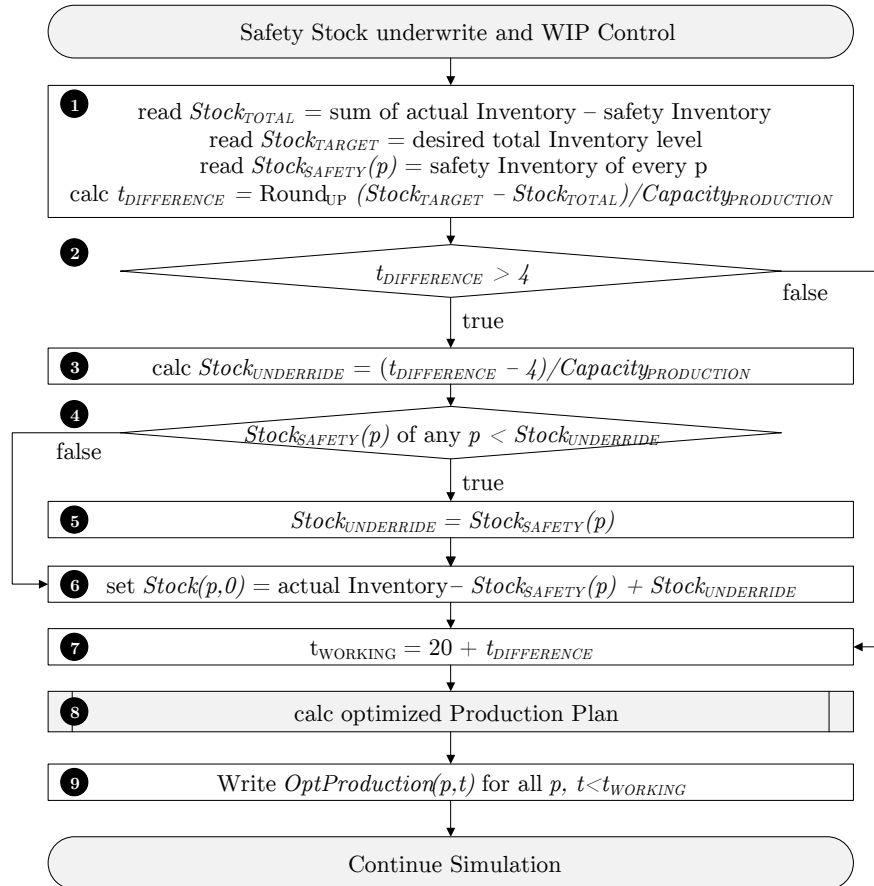 Safety Stock underwrite and WIP Control
1
read Stock_TOTAL = sum of actual Inventory – safety Inventory
read Stock_TARGET = desired total Inventory level
read Stock_SAFETY(p) = safety Inventory of every p
calc t_DIFFERENCE = Round_UP (Stock_TARGET – Stock_TOTAL)/Capacity_PRODUCTION
2
t_DIFFERENCE > 4
false
true
3
calc Stock_UNDERRIDE = (t_DIFFERENCE – 4)/Capacity_PRODUCTION
4
Stock_SAFETY(p) of any p < Stock_UNDERRIDE
false
true
5
Stock_UNDERRIDE = Stock_SAFETY(p)
6
set Stock(p,0) = actual Inventory– Stock_SAFETY(p) + Stock_UNDERRIDE
7
t_WORKING = 20 + t_DIFFERENCE
8
calc optimized Production Plan
9
Write OptProduction(p,t) for all p, t<t_WORKING
Continue Simulation